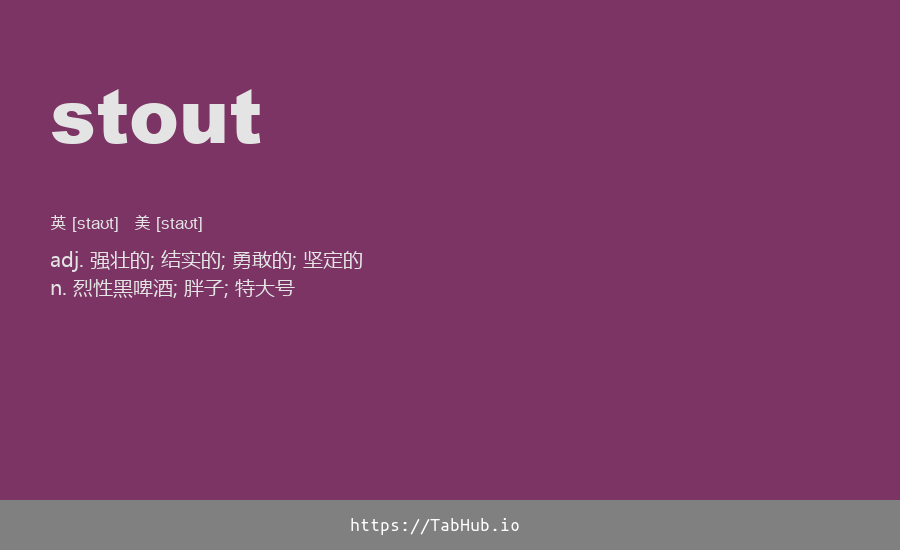 stout
英 [staʊt] 美 [staʊt]
adj. 强壮的; 结实的; 勇敢的; 坚定的
n. 烈性黑啤酒; 胖子; 特大号
https://TabHub.io